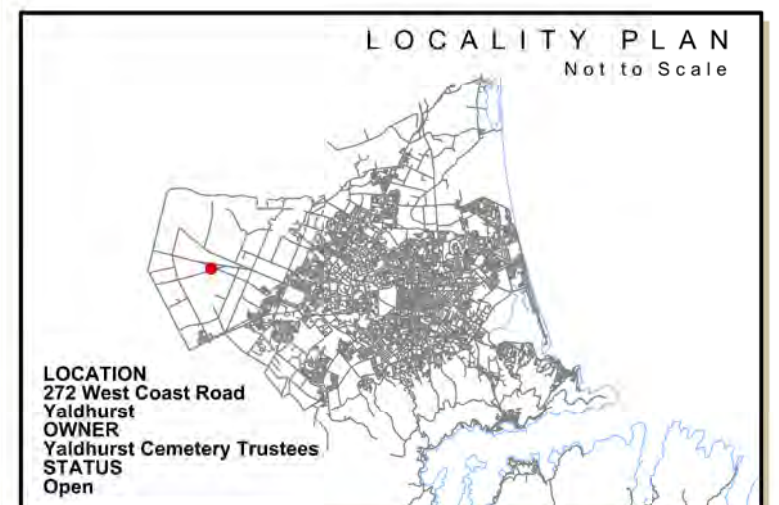 LOCALITY PLAN
Not to Scale
LOCATION
272 West Coast Road
Yaldhurst
OWNER
Yaldhurst Cemetery Trustees
STATUS
Open